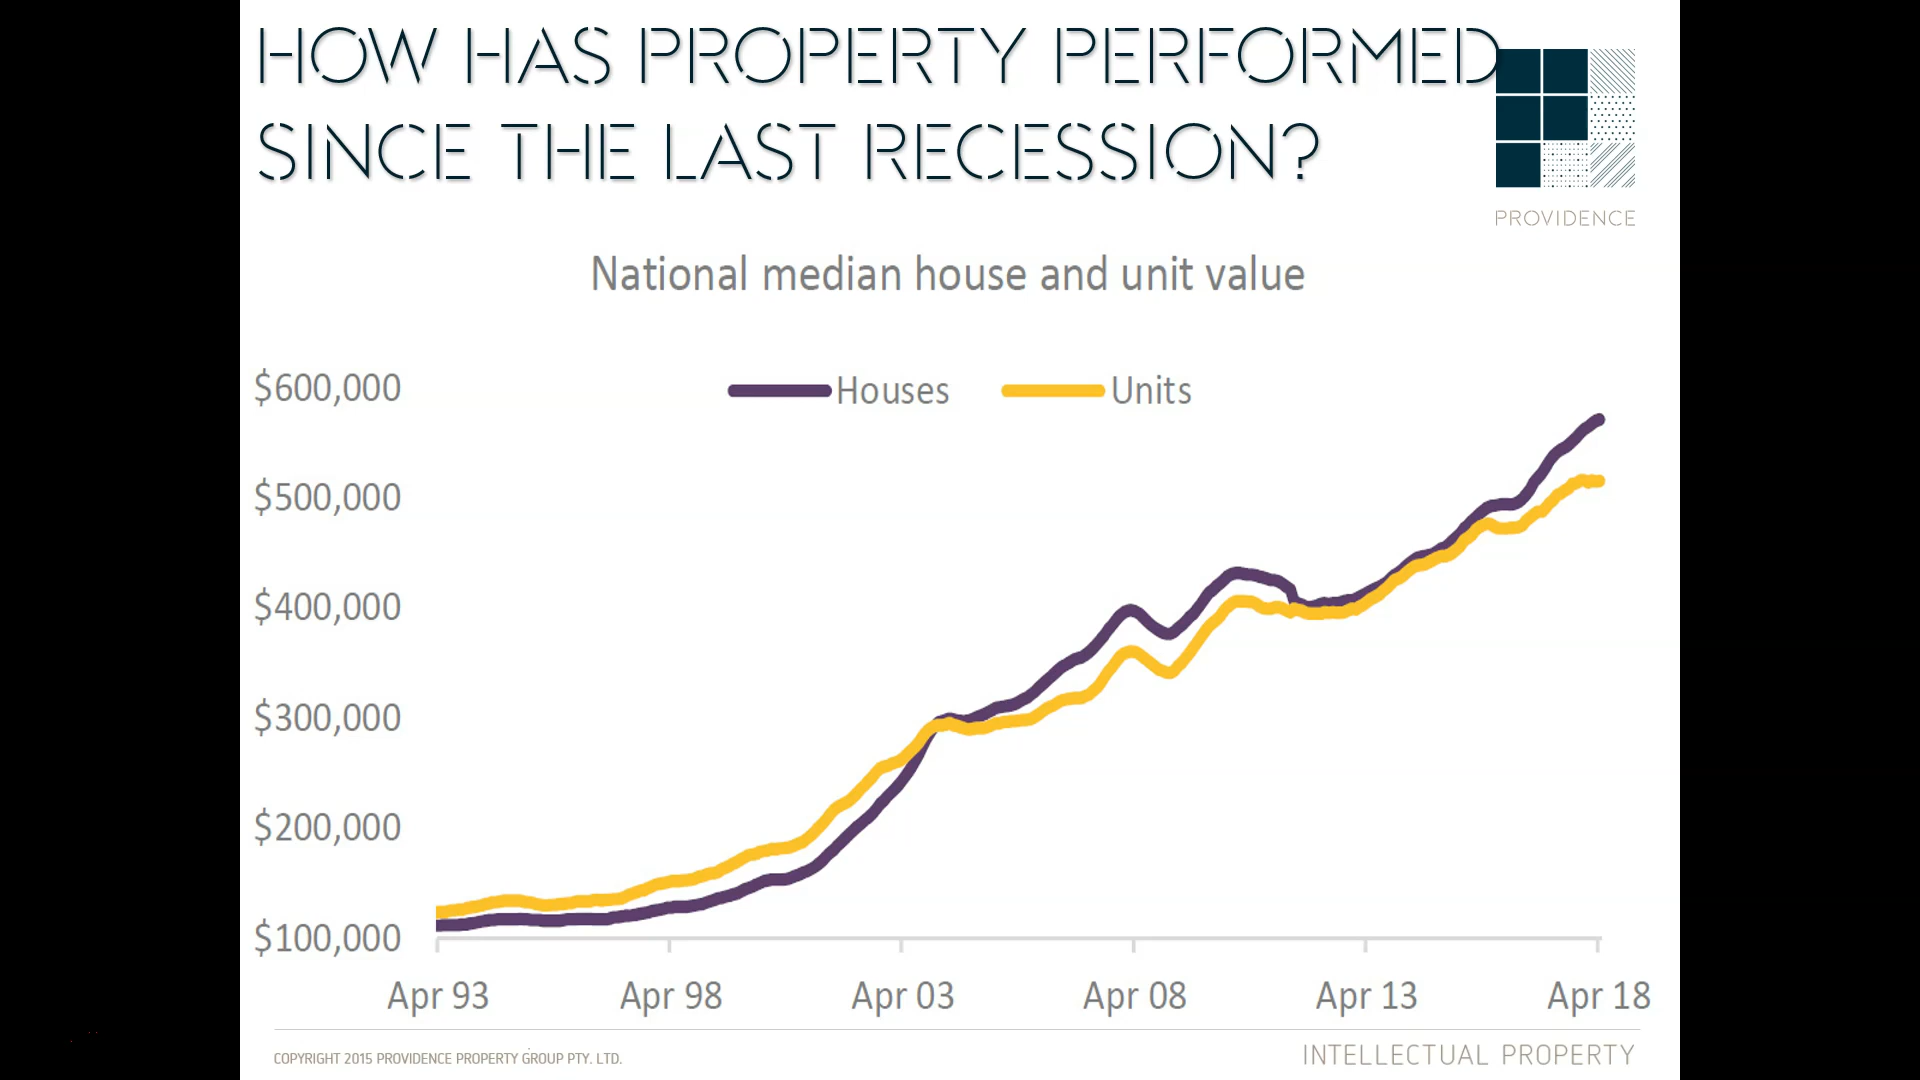 HOW HAS PROPERTY PERFORMED
SINCE THE LAST RECESSION?
PROVIDENCE
National median house and unit value
Houses
Units
$600,000
$500,000
$400,000
$300,000
$200,000
$100,000
Apr 93
Apr 98
Apr 03
Apr 08
Apr 13
Apr 18
COPYRIGHT 2015 PROVIDENCE PROPERTY GROUP PTY. LTD.
INTELLECTUAL PROPERTY